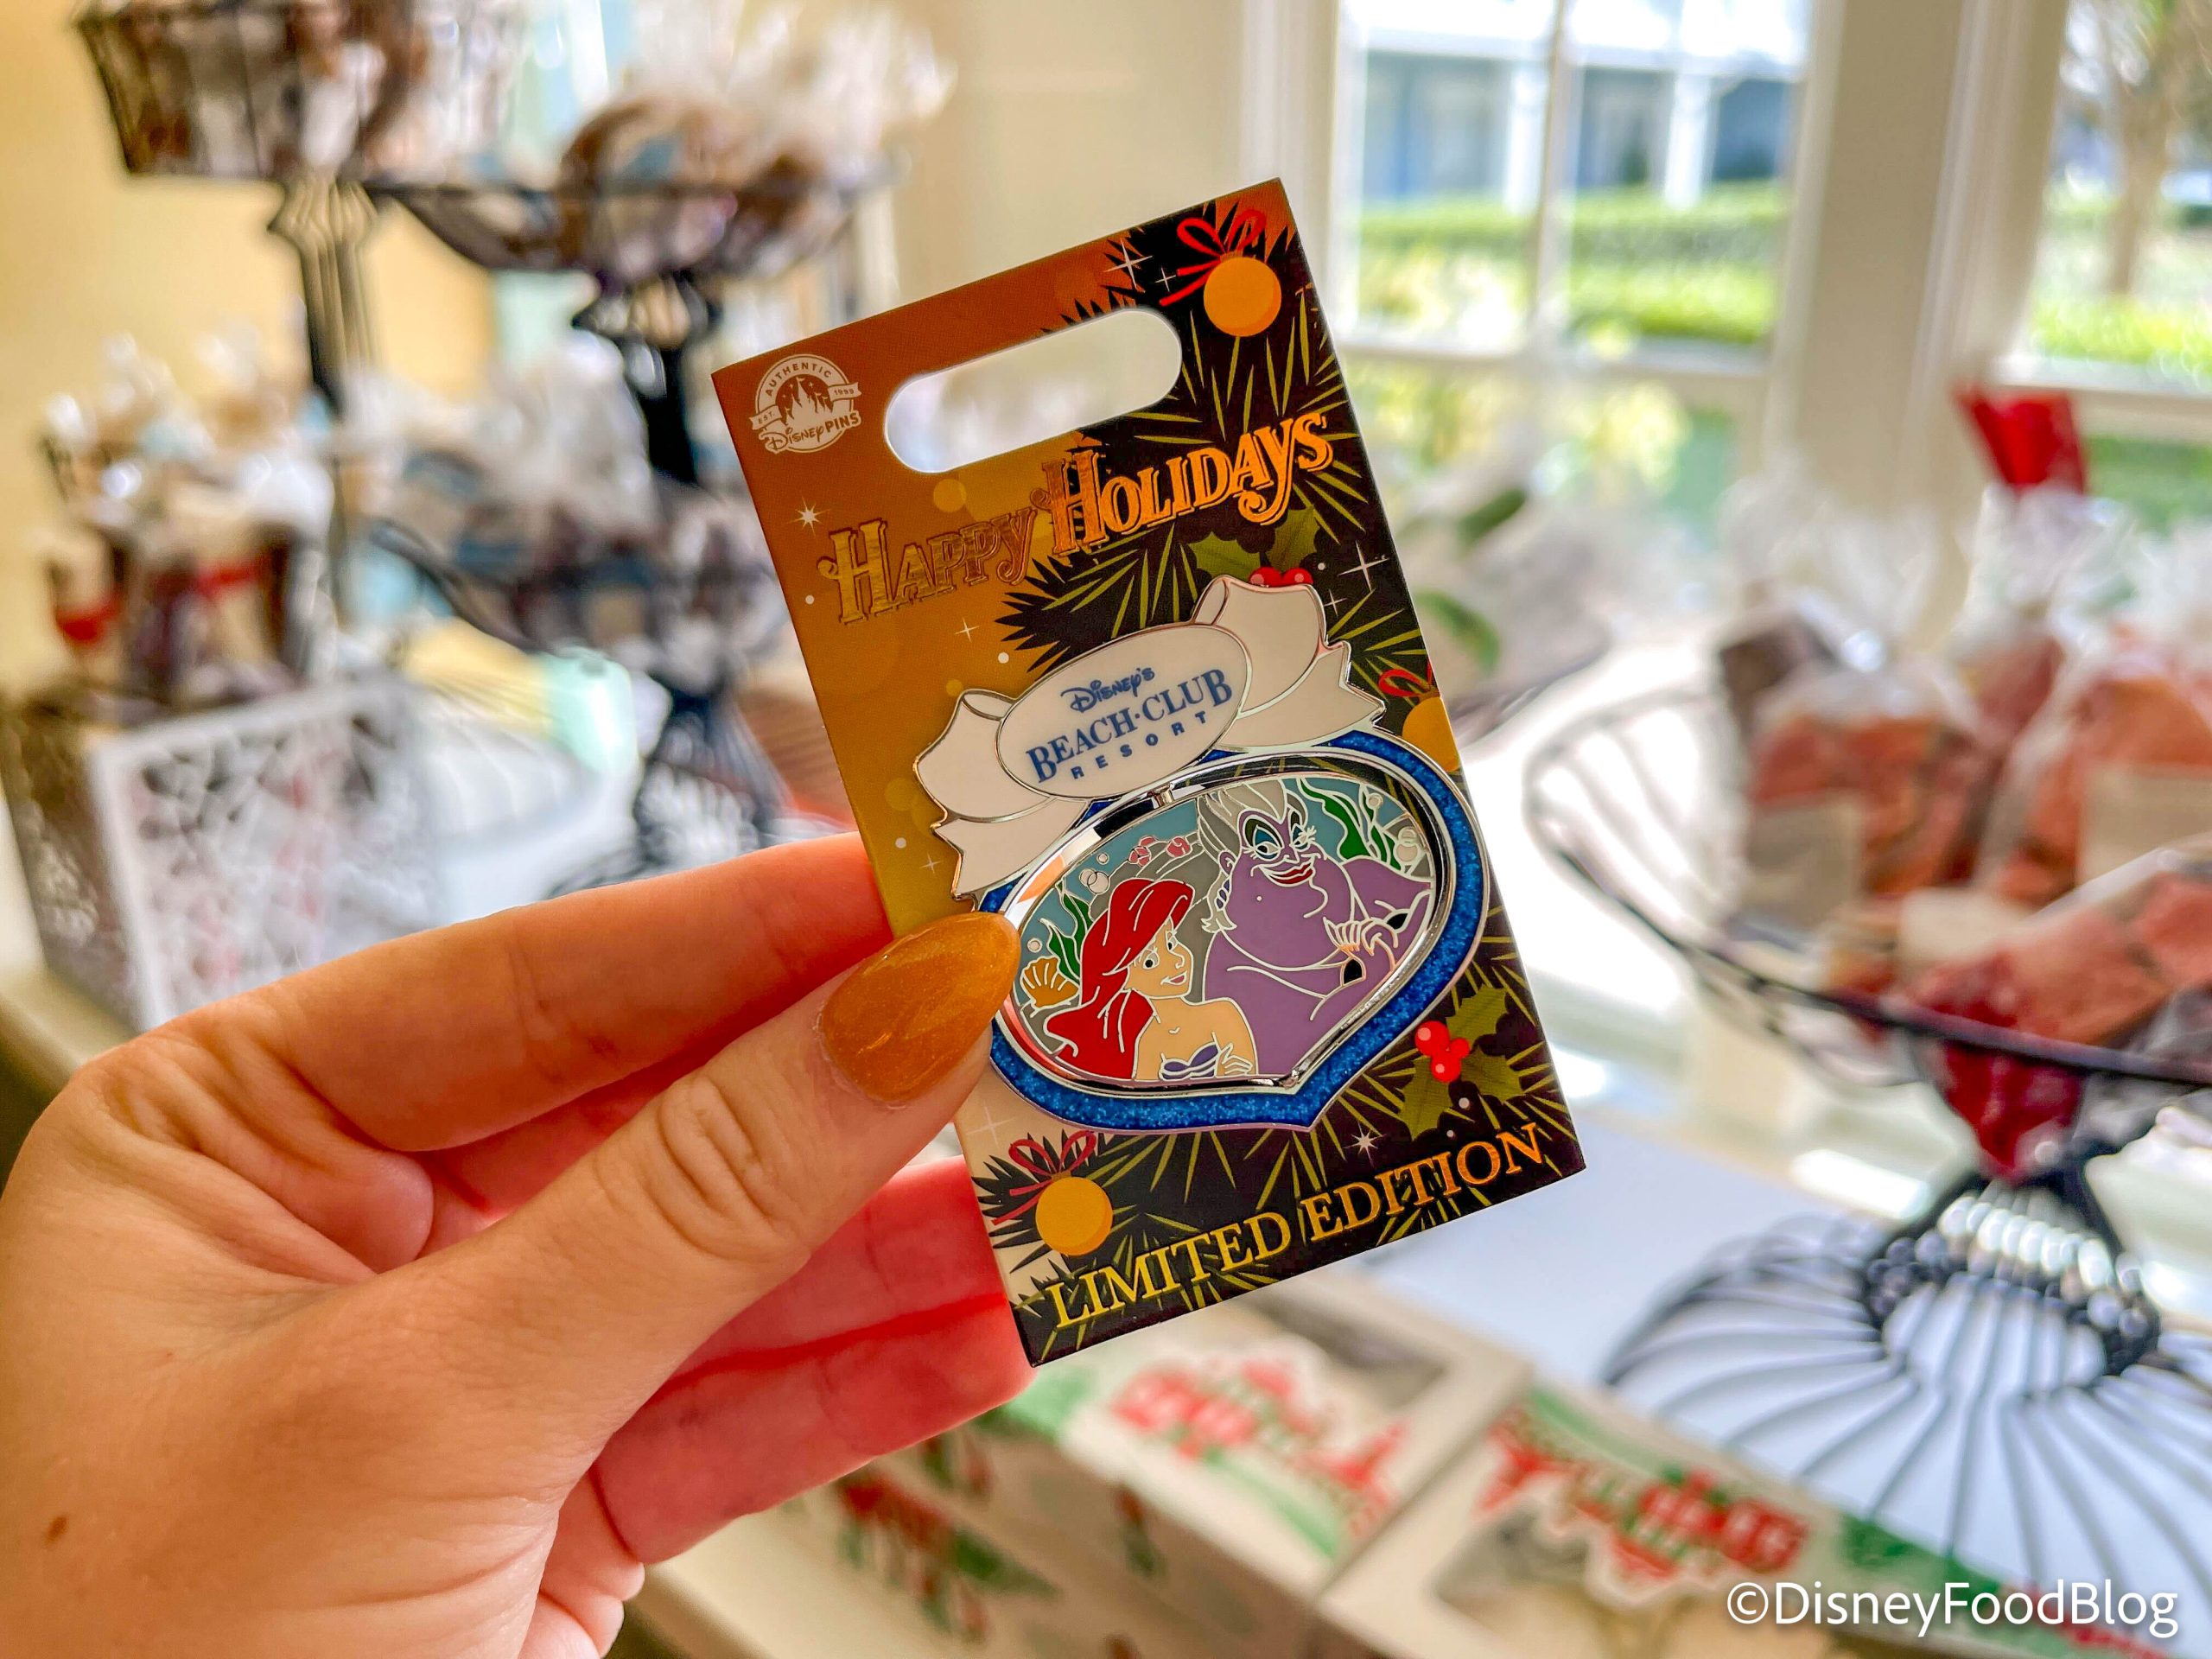 AUTHENTIC
EST. 1999
Disney PINS
HAPPY HOLIDAYS
Disney's
BEACH·CLUB
RESORT
LIMITED EDITION
©DisneyFoodBlog